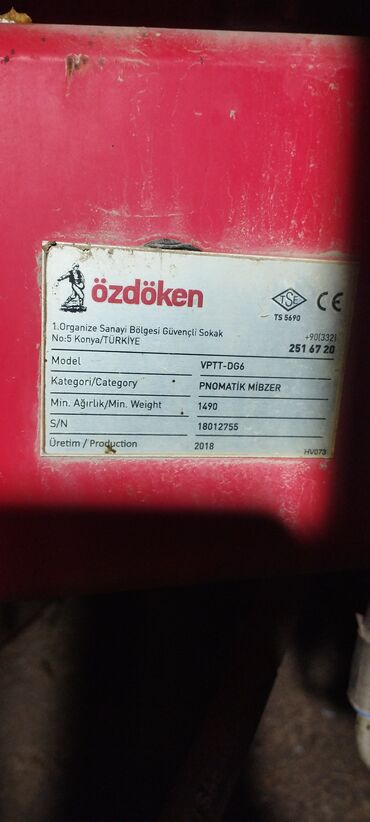 özdöken
TSE
CE
TS 5690
1.Organize Sanayi Bölgesi Güvençli Sokak
No:5 Konya/TÜRKİYE
+90(332)
251 67 20
Model VPTT-DG6
Kategori/Category PNOMATİK MİBZER
Min. Ağırlık/Min. Weight 1490
S/N 18012755
Üretim / Production 2018
HV073